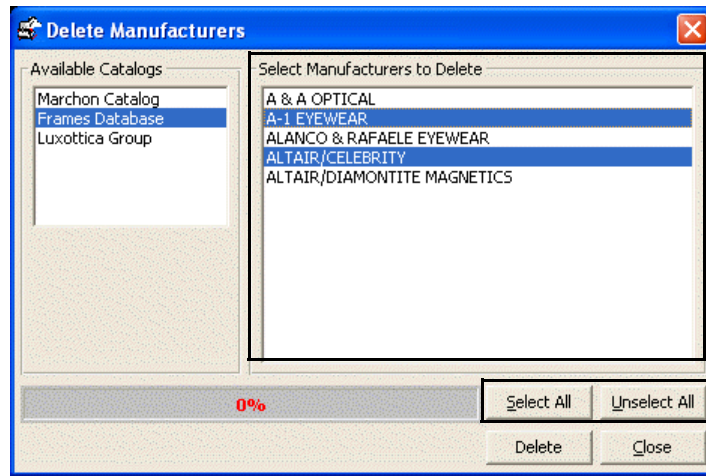 Delete Manufacturers
Available Catalogs
Marchon Catalog
Frames Database
Luxottica Group
Select Manufacturers to Delete
A & A OPTICAL
A-1 EYEWEAR
ALANCO & RAFAELE EYEWEAR
ALTAIR/CELEBRITY
ALTAIR/DIAMONTITE MAGNETICS
0%
Select All
Unselect All
Delete
Close